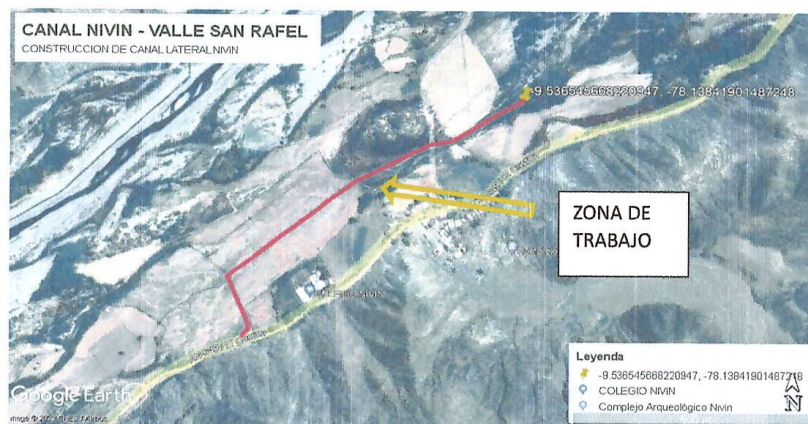 CANAL NIVIN - VALLE SAN RAFEL
CONSTRUCCION DE CANAL LATERAL NIVIN
-9.536545668220947, -78.13841901487248
ZONA DE
TRABAJO
NIVIN
Leyenda
-9.536545668220947, -78.13841901487248
COLEGIO NIVIN
Complejo Arqueológico Nivin
N
Google Earth